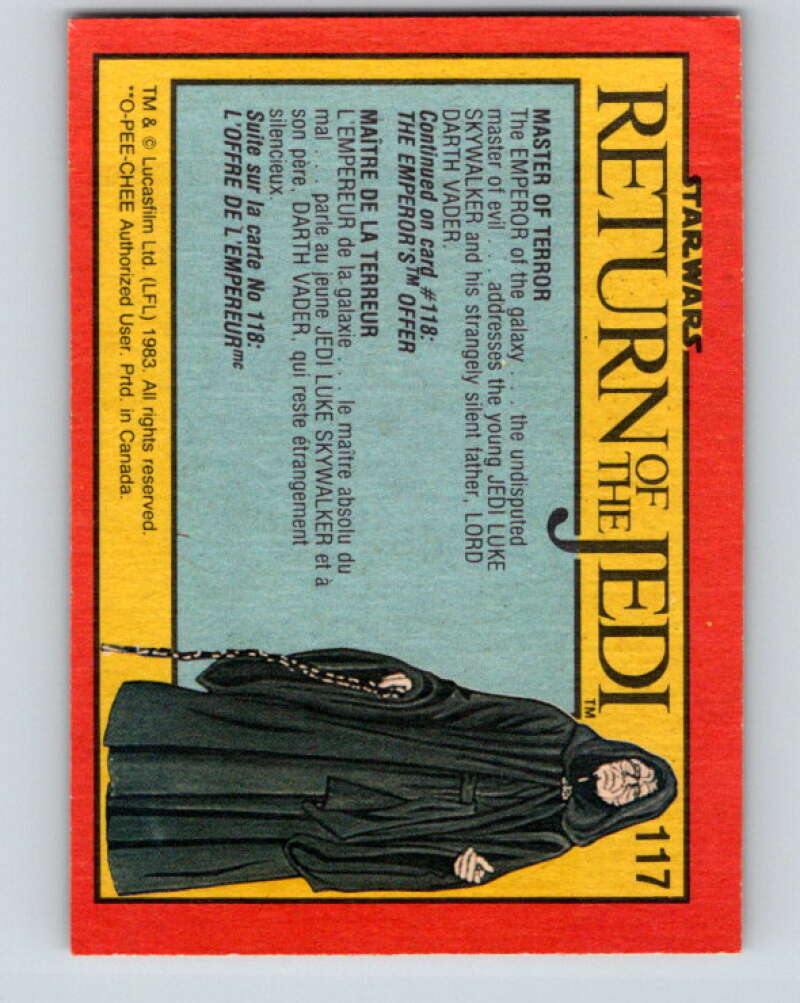 STAR.WARS
RETURN OF THE JEDI™
117
MASTER OF TERROR
The EMPEROR of the galaxy . . . the undisputed
master of evil . . . addresses the young JEDI LUKE
SKYWALKER and his strangely silent father, LORD
DARTH VADER.
Continued on card #118:
THE EMPEROR'S™ OFFER
MAÎTRE DE LA TERREUR
L'EMPEREUR de la galaxie . . . le maître absolu du
mal . . . parle au jeune JEDI LUKE SKYWALKER et à
son père, DARTH VADER, qui reste étrangement
silencieux.
Suite sur la carte No 118:
L'OFFRE DE L'EMPEREURmc
TM & © Lucasfilm Ltd. (LFL) 1983. All rights reserved.
**O-PEE-CHEE Authorized User. Prtd. in Canada.